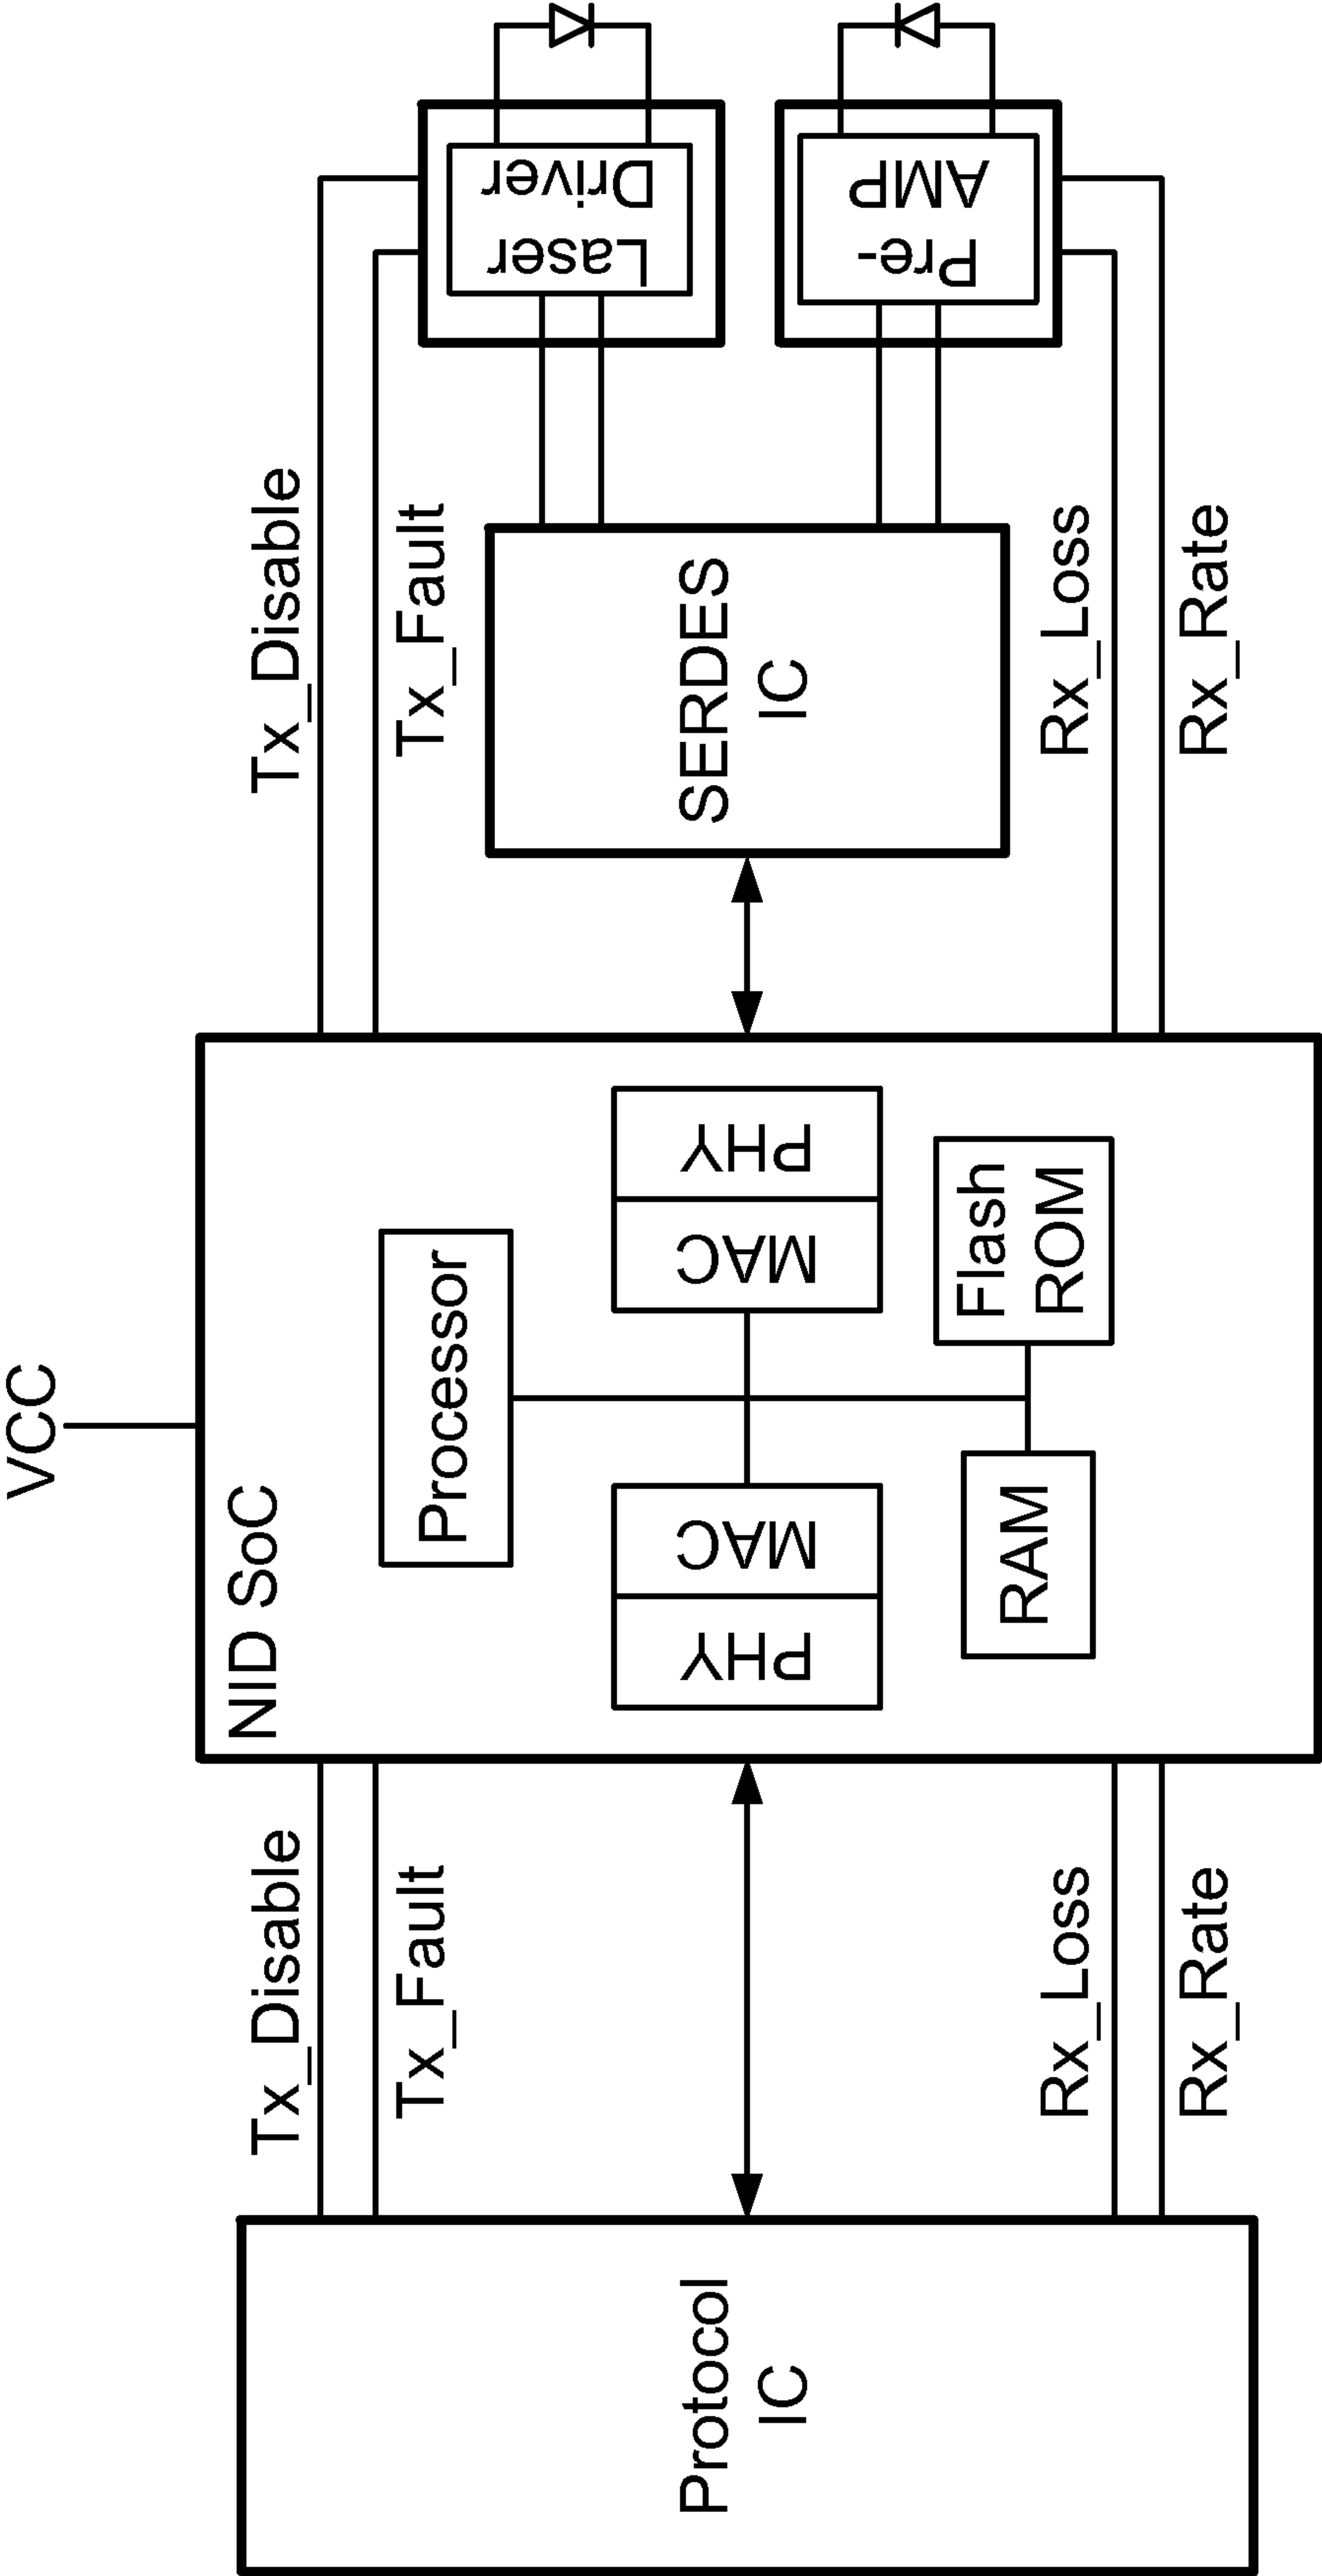 VCC
NID SoC
Tx_Disable
Tx_Fault
Tx_Disable
Tx_Fault
Processor
Protocol
IC
PHY
MAC
MAC
PHY
SERDES
IC
Laser
Driver
Pre-
AMP
RAM
Flash
ROM
Rx_Loss
Rx_Rate
Rx_Loss
Rx_Rate